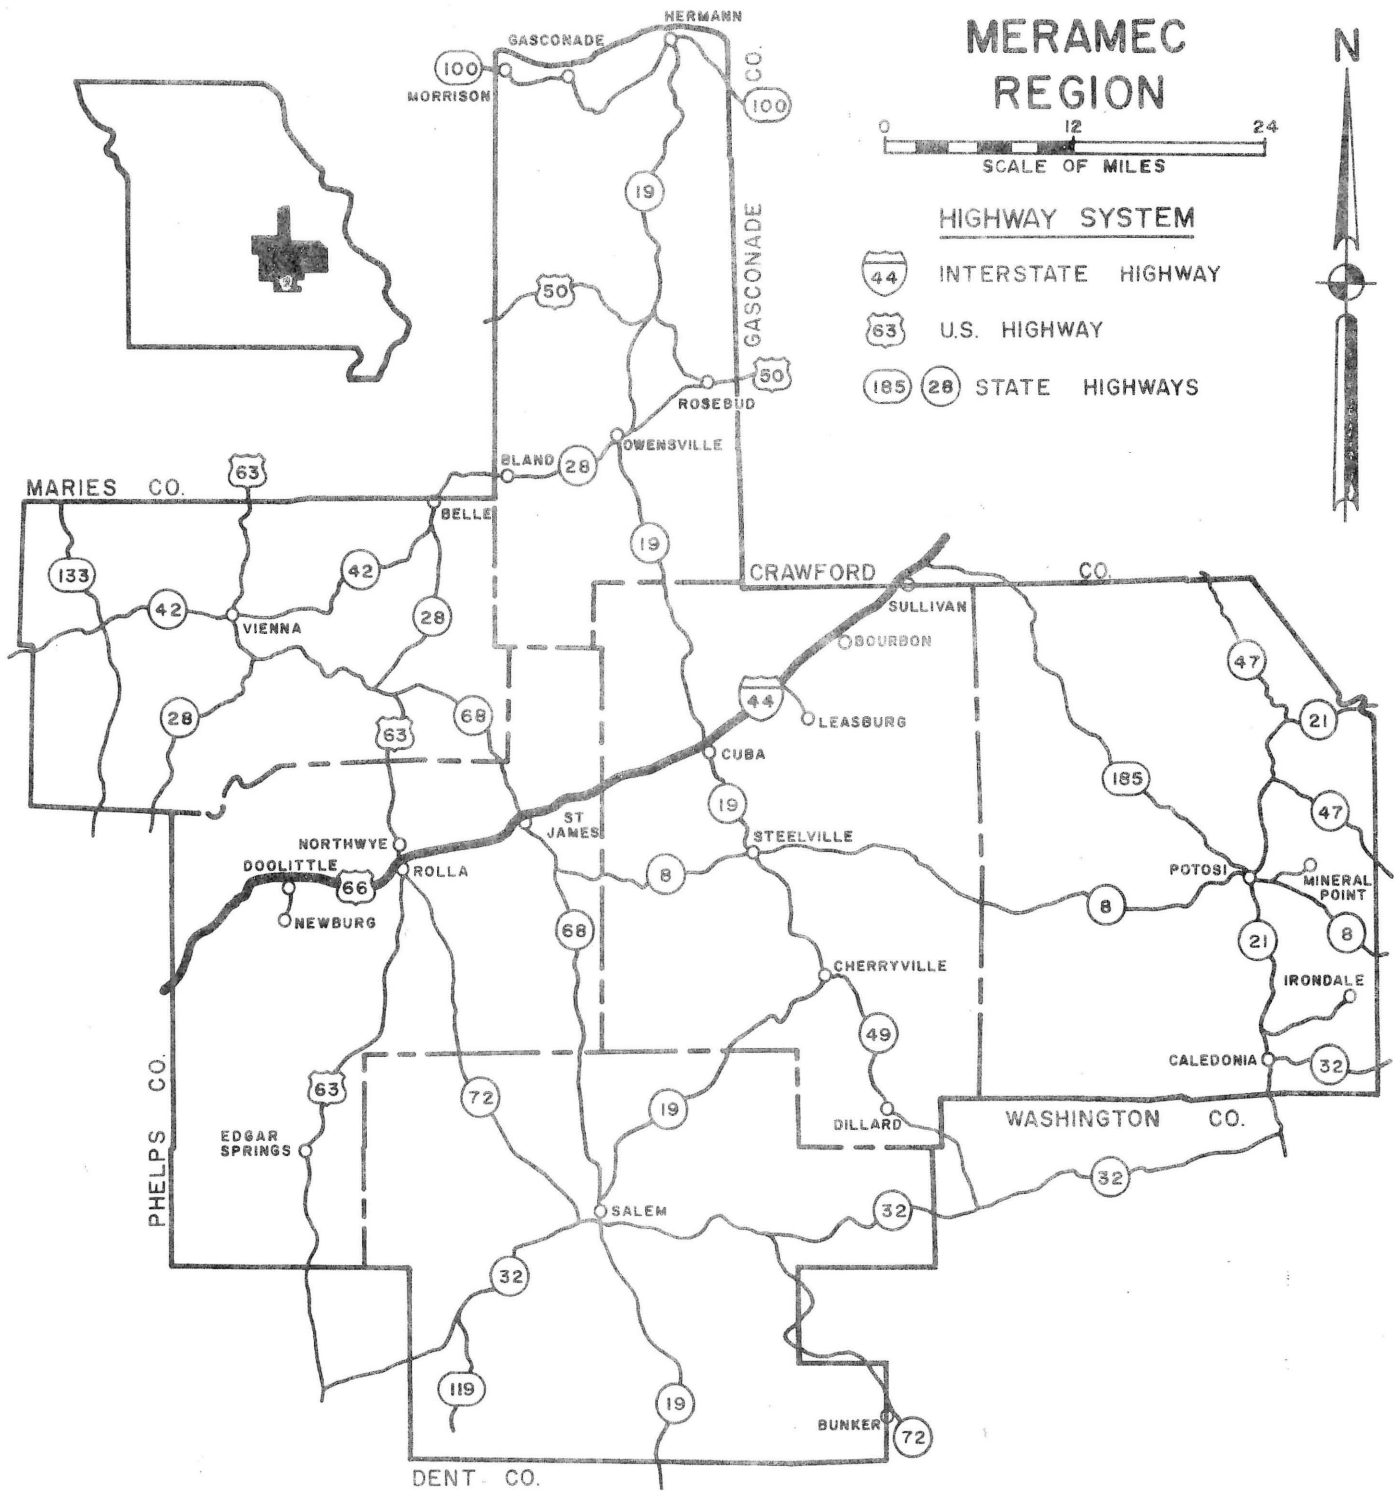 MERAMEC
REGION
N
0 12 24
SCALE OF MILES
HIGHWAY SYSTEM
44 INTERSTATE HIGHWAY
63 U.S. HIGHWAY
185 28 STATE HIGHWAYS
HERMANN
GASCONADE
100
MORRISON
100
GASCONADE CO.
19
50
50
ROSEBUD
OWENSVILLE
BLAND
28
63
MARIES CO.
BELLE
19
133
42
42
28
VIENNA
28
63
68
CRAWFORD CO.
SULLIVAN
BOURBON
44
LEASBURG
CUBA
47
21
185
47
19
ST
JAMES
STEELVILLE
NORTHWYE
DOOLITTLE
66
ROLLA
NEWBURG
8
8
POTOSI
MINERAL
POINT
8
68
21
CHERRYVILLE
IRONDALE
49
CALEDONIA
32
PHELPS CO.
63
72
19
DILLARD
WASHINGTON CO.
EDGAR
SPRINGS
32
SALEM
32
32
119
19
BUNKER
72
DENT CO.